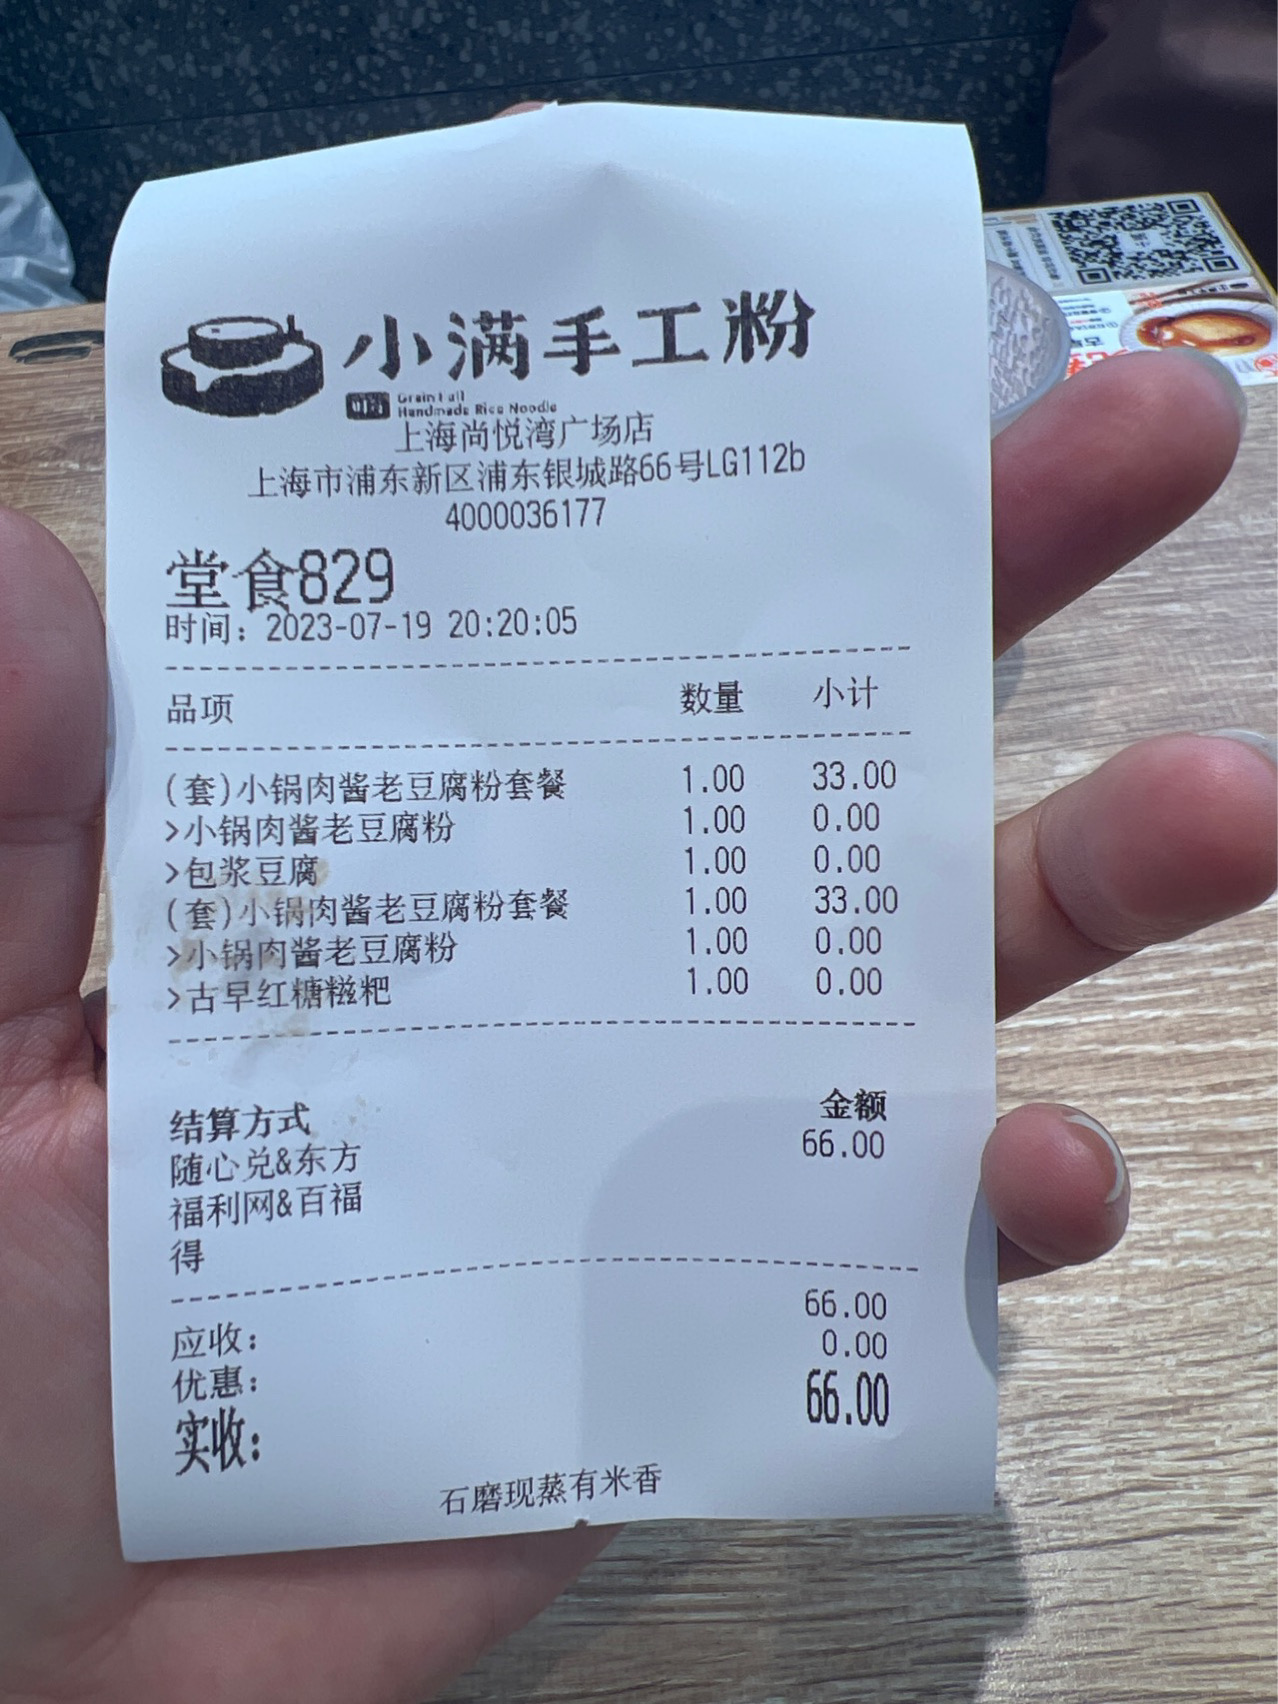 小满手工粉
Grain Full
Handmade Rice Noodle
上海尚悦湾广场店
上海市浦东新区浦东银城路66号LG112b
4000036177
堂食829
时间：2023-07-19 20:20:05
品项 数量 小计
(套)小锅肉酱老豆腐粉套餐 1.00 33.00
>小锅肉酱老豆腐粉 1.00 0.00
>包浆豆腐 1.00 0.00
(套)小锅肉酱老豆腐粉套餐 1.00 33.00
>小锅肉酱老豆腐粉 1.00 0.00
>古早红糖糍粑 1.00 0.00
结算方式 金额
随心兑&东方 66.00
福利网&百福
得
应收： 66.00
优惠： 0.00
实收： 66.00
石磨现蒸有米香